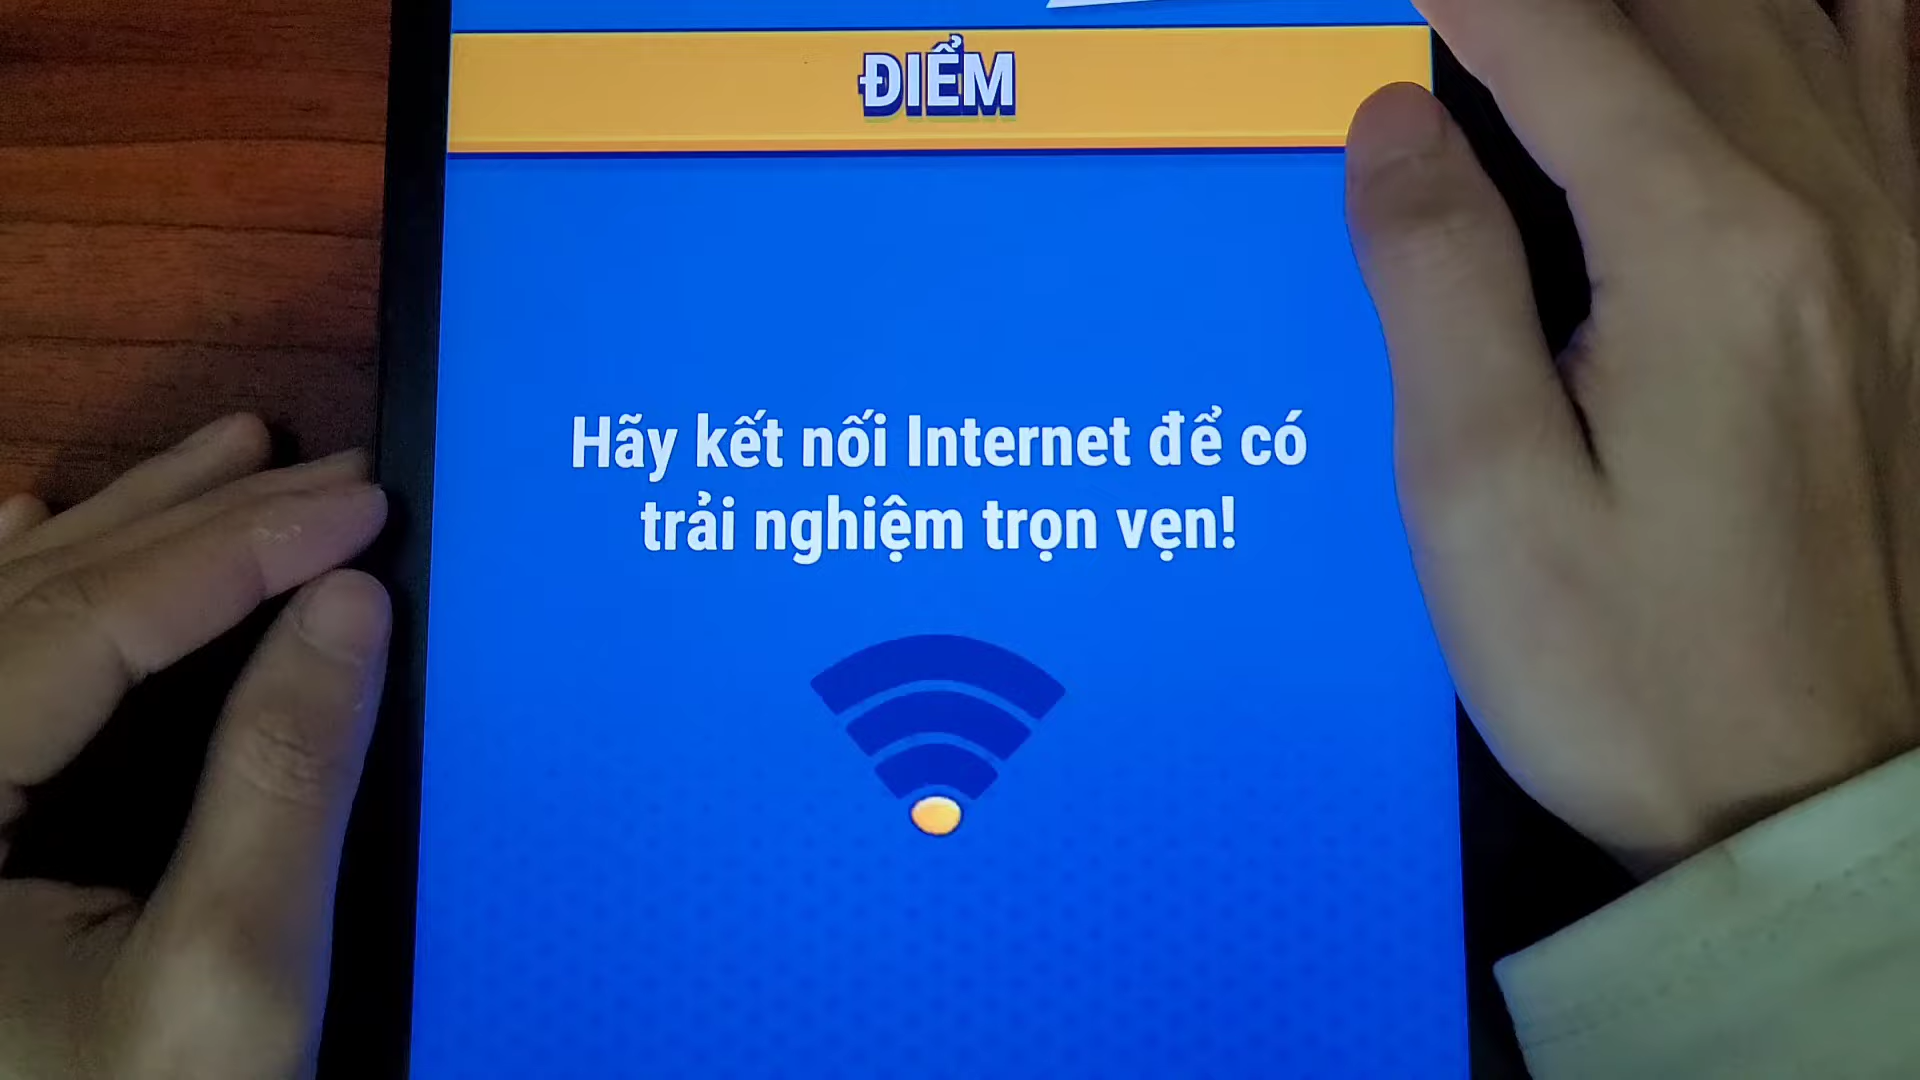 ĐIỂM
Hãy kết nối Internet để có
trải nghiệm trọn vẹn!